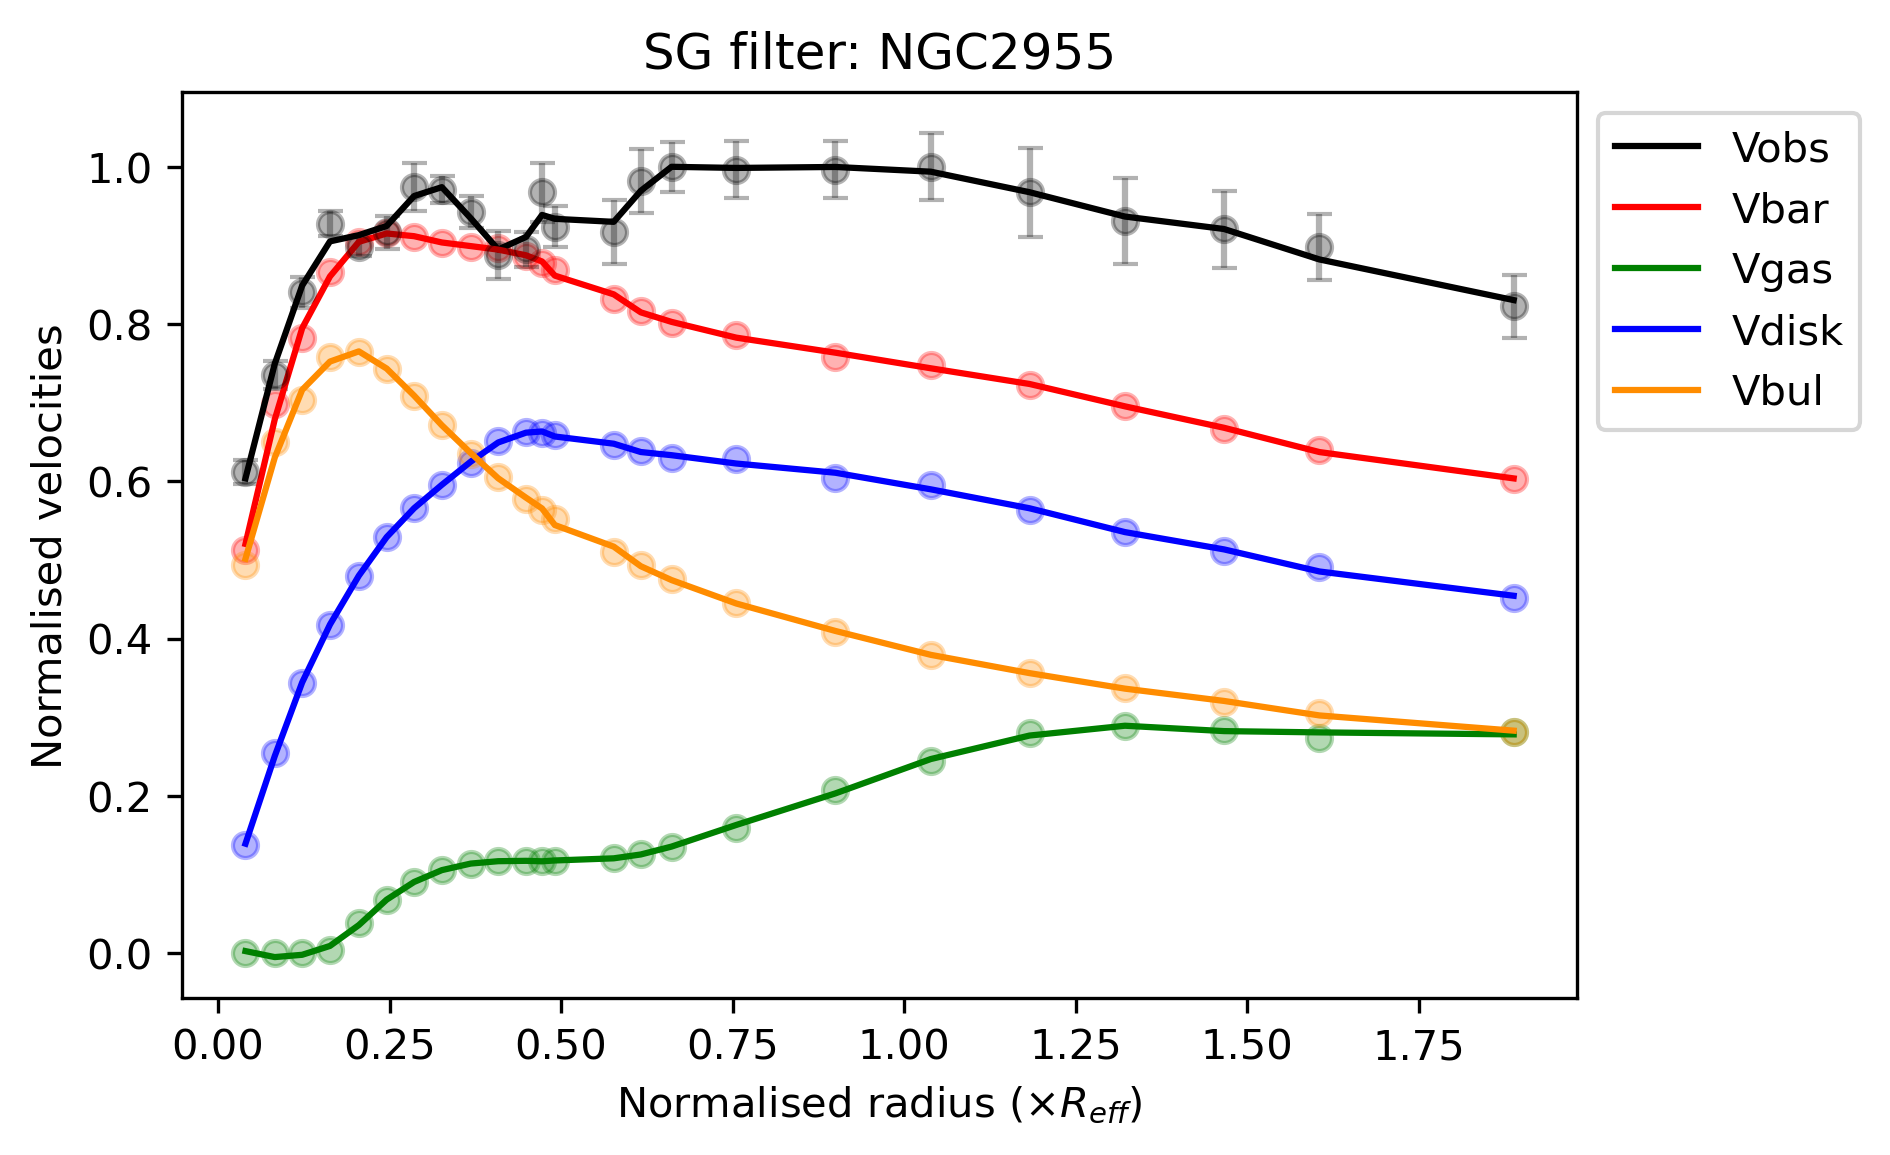 SG filter: NGC2955
Normalised velocities
1.0
0.8
0.6
0.4
0.2
0.0
0.00 0.25 0.50 0.75 1.00 1.25 1.50 1.75
Normalised radius (×R_eff)
Vobs
Vbar
Vgas
Vdisk
Vbul